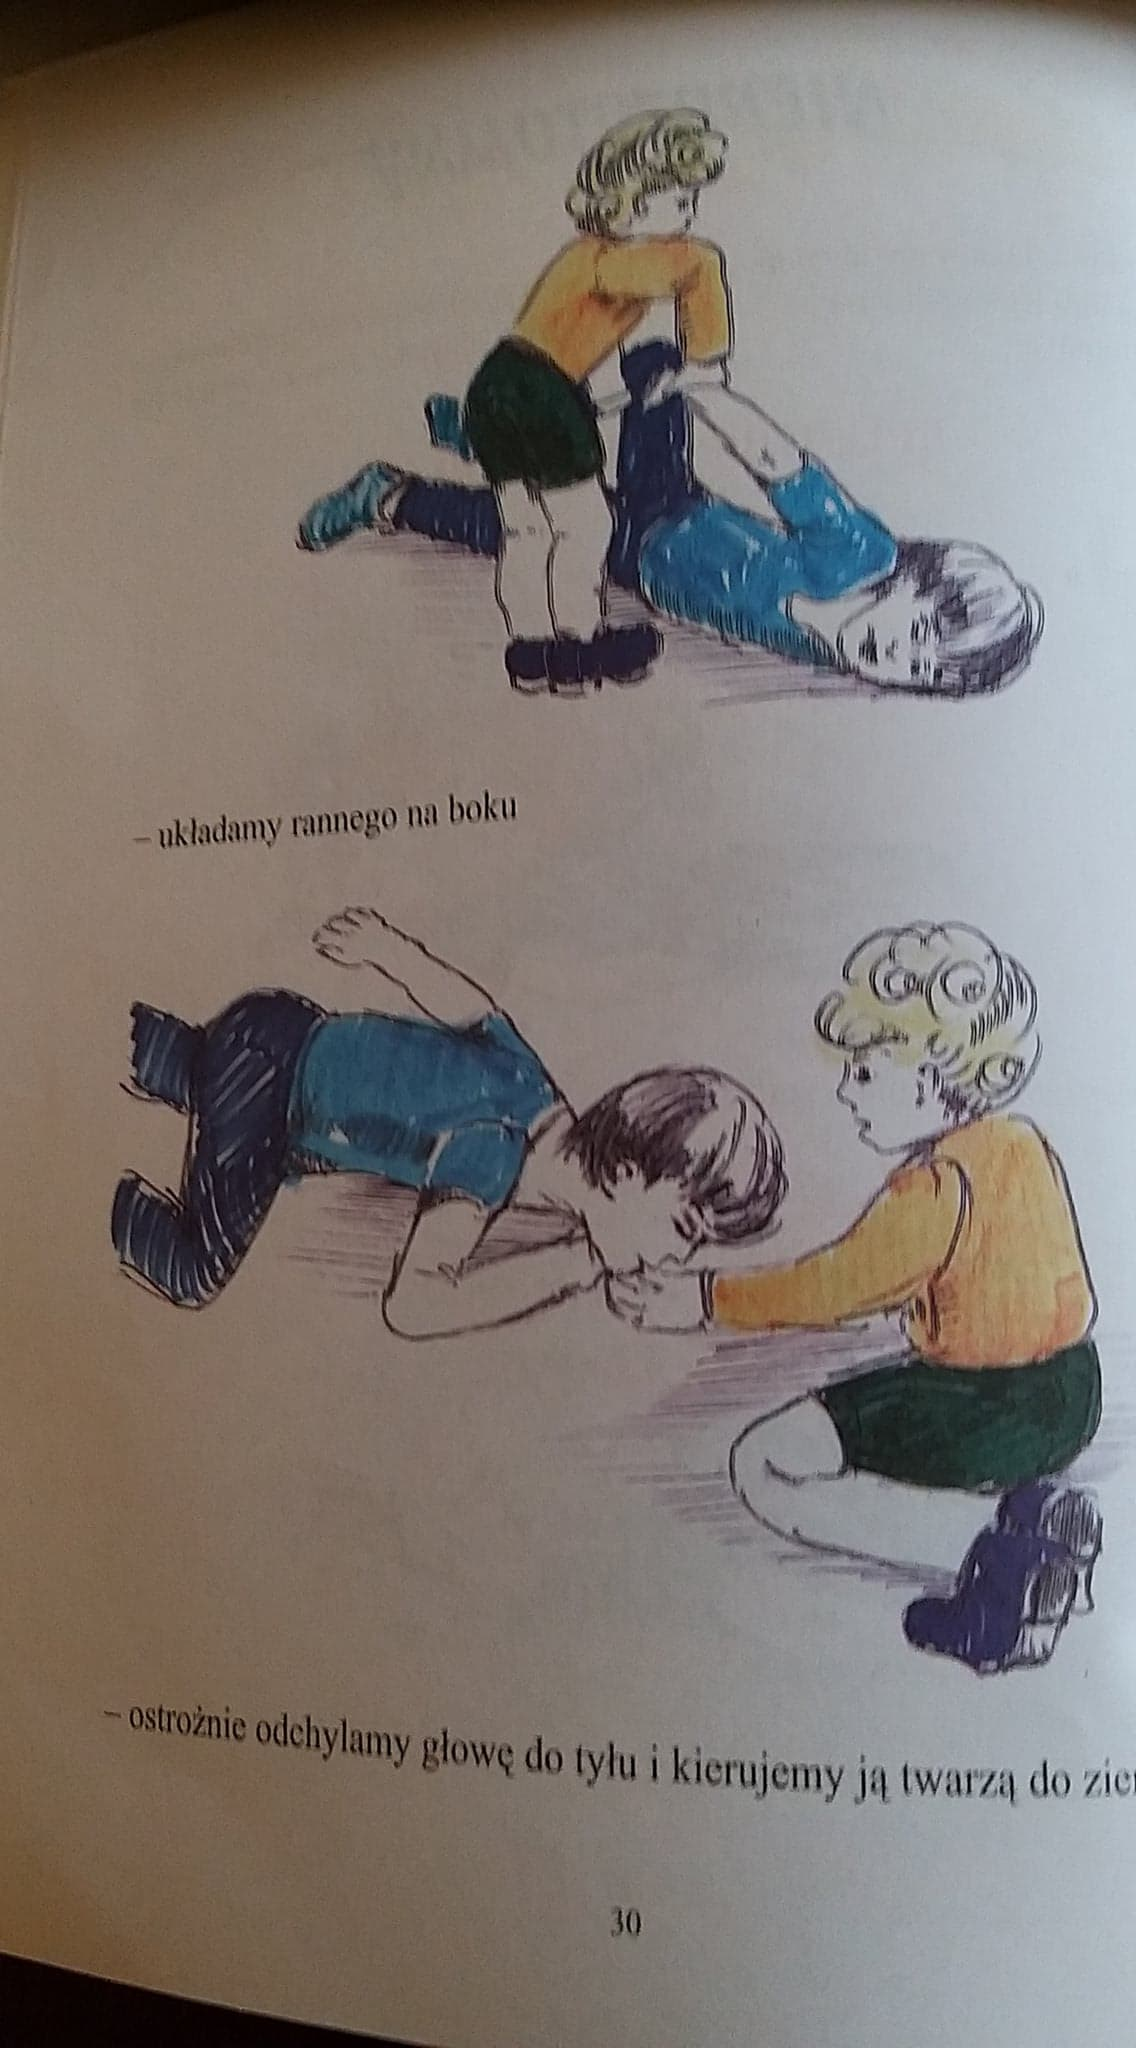 – układamy rannego na boku
– ostrożnie odchylamy głowę do tyłu i kierujemy ją twarzą do
30